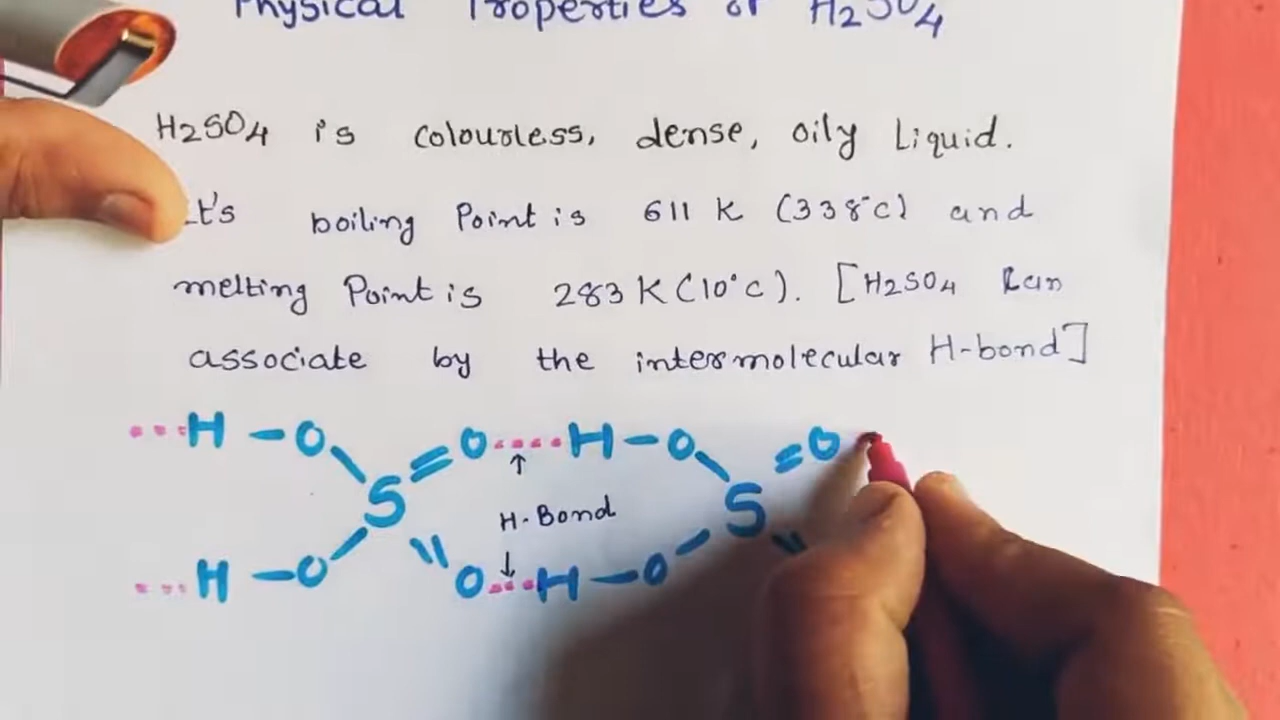 Physical Properties of H2SO4
H2SO4 is colourless, dense, oily Liquid.
It's boiling Point is 611 K (338°C) and
melting Point is 283 K (10°C). [H2SO4 can
associate by the intermolecular H-bond]
H - O = O .... H - O = O
S S
H-Bond
H - O = O ... H - O